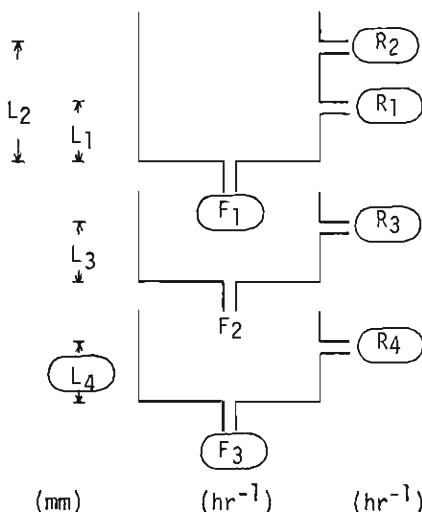 R₂
L₂
R₁
L₁
F₁
R₃
L₃
F₂
R₄
L₄
F₃
(mm) (hr⁻¹) (hr⁻¹)